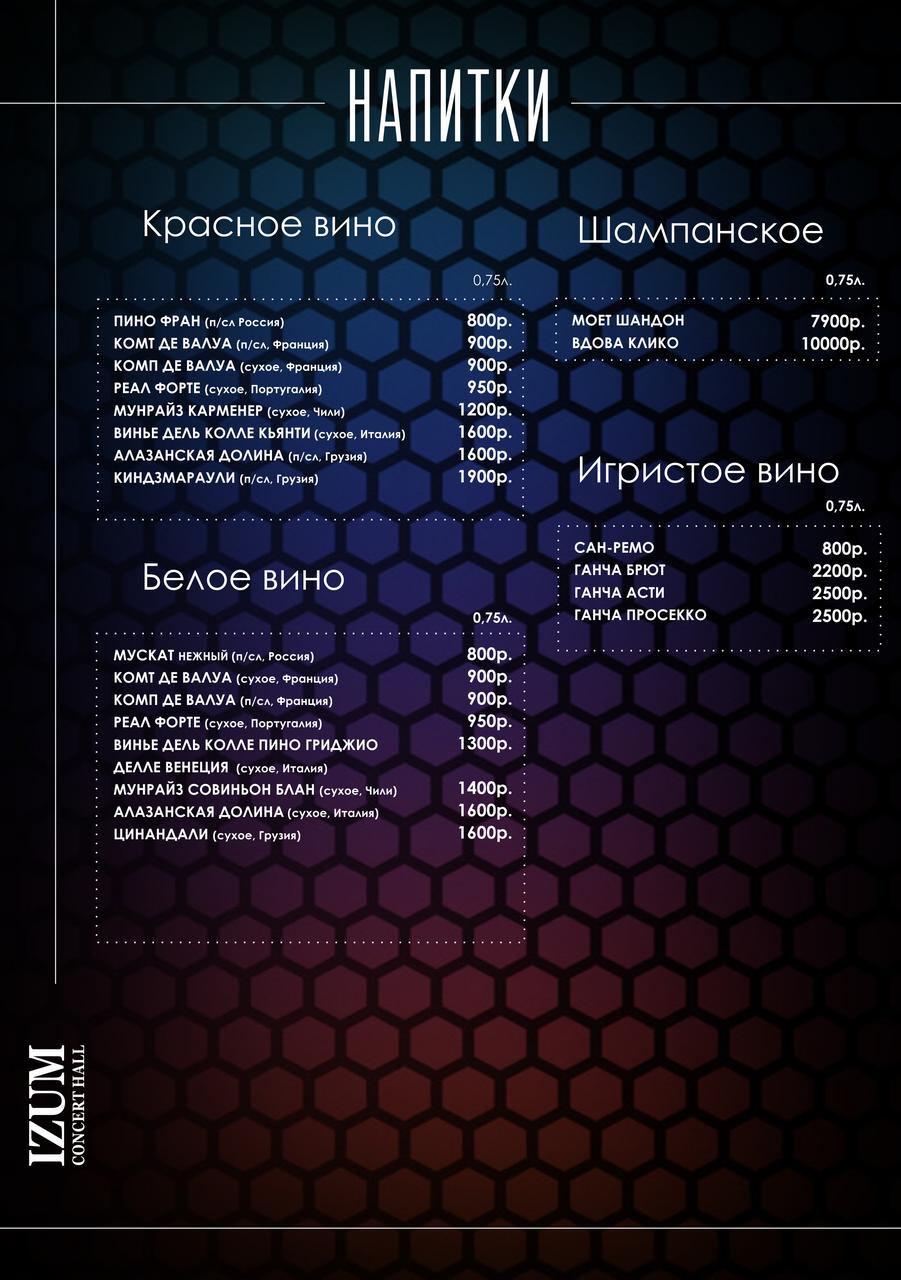 НАПИТКИ
Красное вино
0,75л.
ПИНО ФРАН (п/сл Россия) 800р.
КОМТ ДЕ ВАЛУА (п/сл, Франция) 900р.
КОМП ДЕ ВАЛУА (сухое, Франция) 900р.
РЕАЛ ФОРТЕ (сухое, Португалия) 950р.
МУНРАЙЗ КАРМЕНЕР (сухое, Чили) 1200р.
ВИНЬЕ ДЕЛЬ КОЛЛЕ КЬЯНТИ (сухое, Италия) 1600р.
АЛАЗАНСКАЯ ДОЛИНА (п/сл, Грузия) 1600р.
КИНДЗМАРАУЛИ (п/сл, Грузия) 1900р.
Белое вино
0,75л.
МУСКАТ НЕЖНЫЙ (п/сл, Россия) 800р.
КОМТ ДЕ ВАЛУА (сухое, Франция) 900р.
КОМП ДЕ ВАЛУА (п/сл, Франция) 900р.
РЕАЛ ФОРТЕ (сухое, Португалия) 950р.
ВИНЬЕ ДЕЛЬ КОЛЛЕ ПИНО ГРИДЖИО 1300р.
ДЕЛЛЕ ВЕНЕЦИЯ (сухое, Италия)
МУНРАЙЗ СОВИНЬОН БЛАН (сухое, Чили) 1400р.
АЛАЗАНСКАЯ ДОЛИНА (сухое, Италия) 1600р.
ЦИНАНДАЛИ (сухое, Грузия) 1600р.
Шампанское
0,75л.
МОЕТ ШАНДОН 7900р.
ВДОВА КЛИКО 10000р.
Игристое вино
0,75л.
САН-РЕМО 800р.
ГАНЧА БРЮТ 2200р.
ГАНЧА АСТИ 2500р.
ГАНЧА ПРОСЕККО 2500р.
IZUM
CONCERT HALL